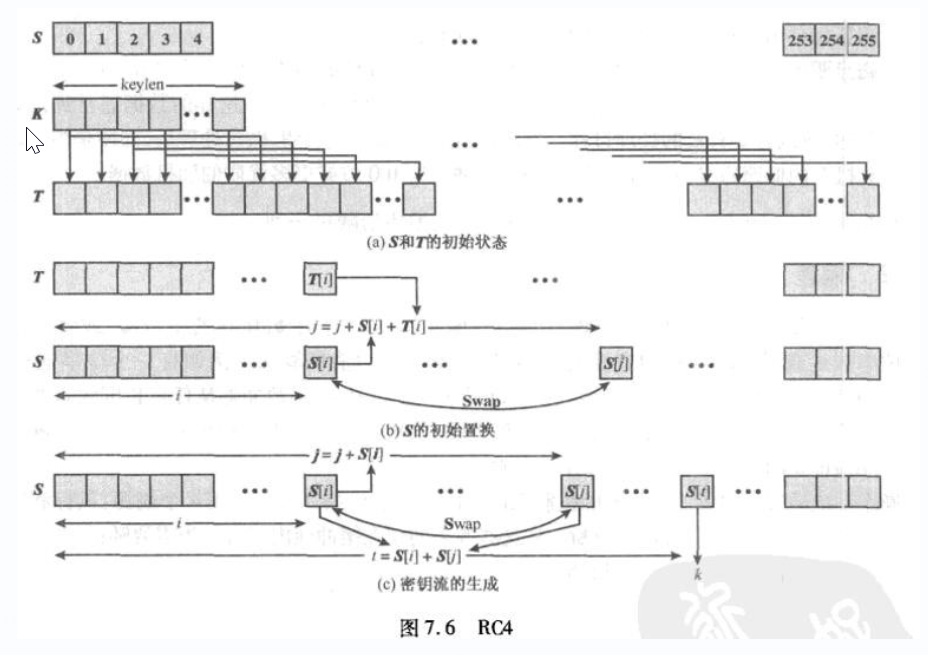 S 0 1 2 3 4 ••• 253 254 255
keylen
K •••
•••
T ••• ••• ••• •••
(a) S和T的初始状态
T ••• T[i] •••
j = j + S[i] + T[i]
S ••• S[i] ••• S[j] •••
i
Swap
(b) S的初始置换
j = j + S[i]
S ••• S[i] ••• S[j] ••• S[t] •••
i
Swap
t = S[i] + S[j]
k
(c) 密钥流的生成
图 7.6 RC4